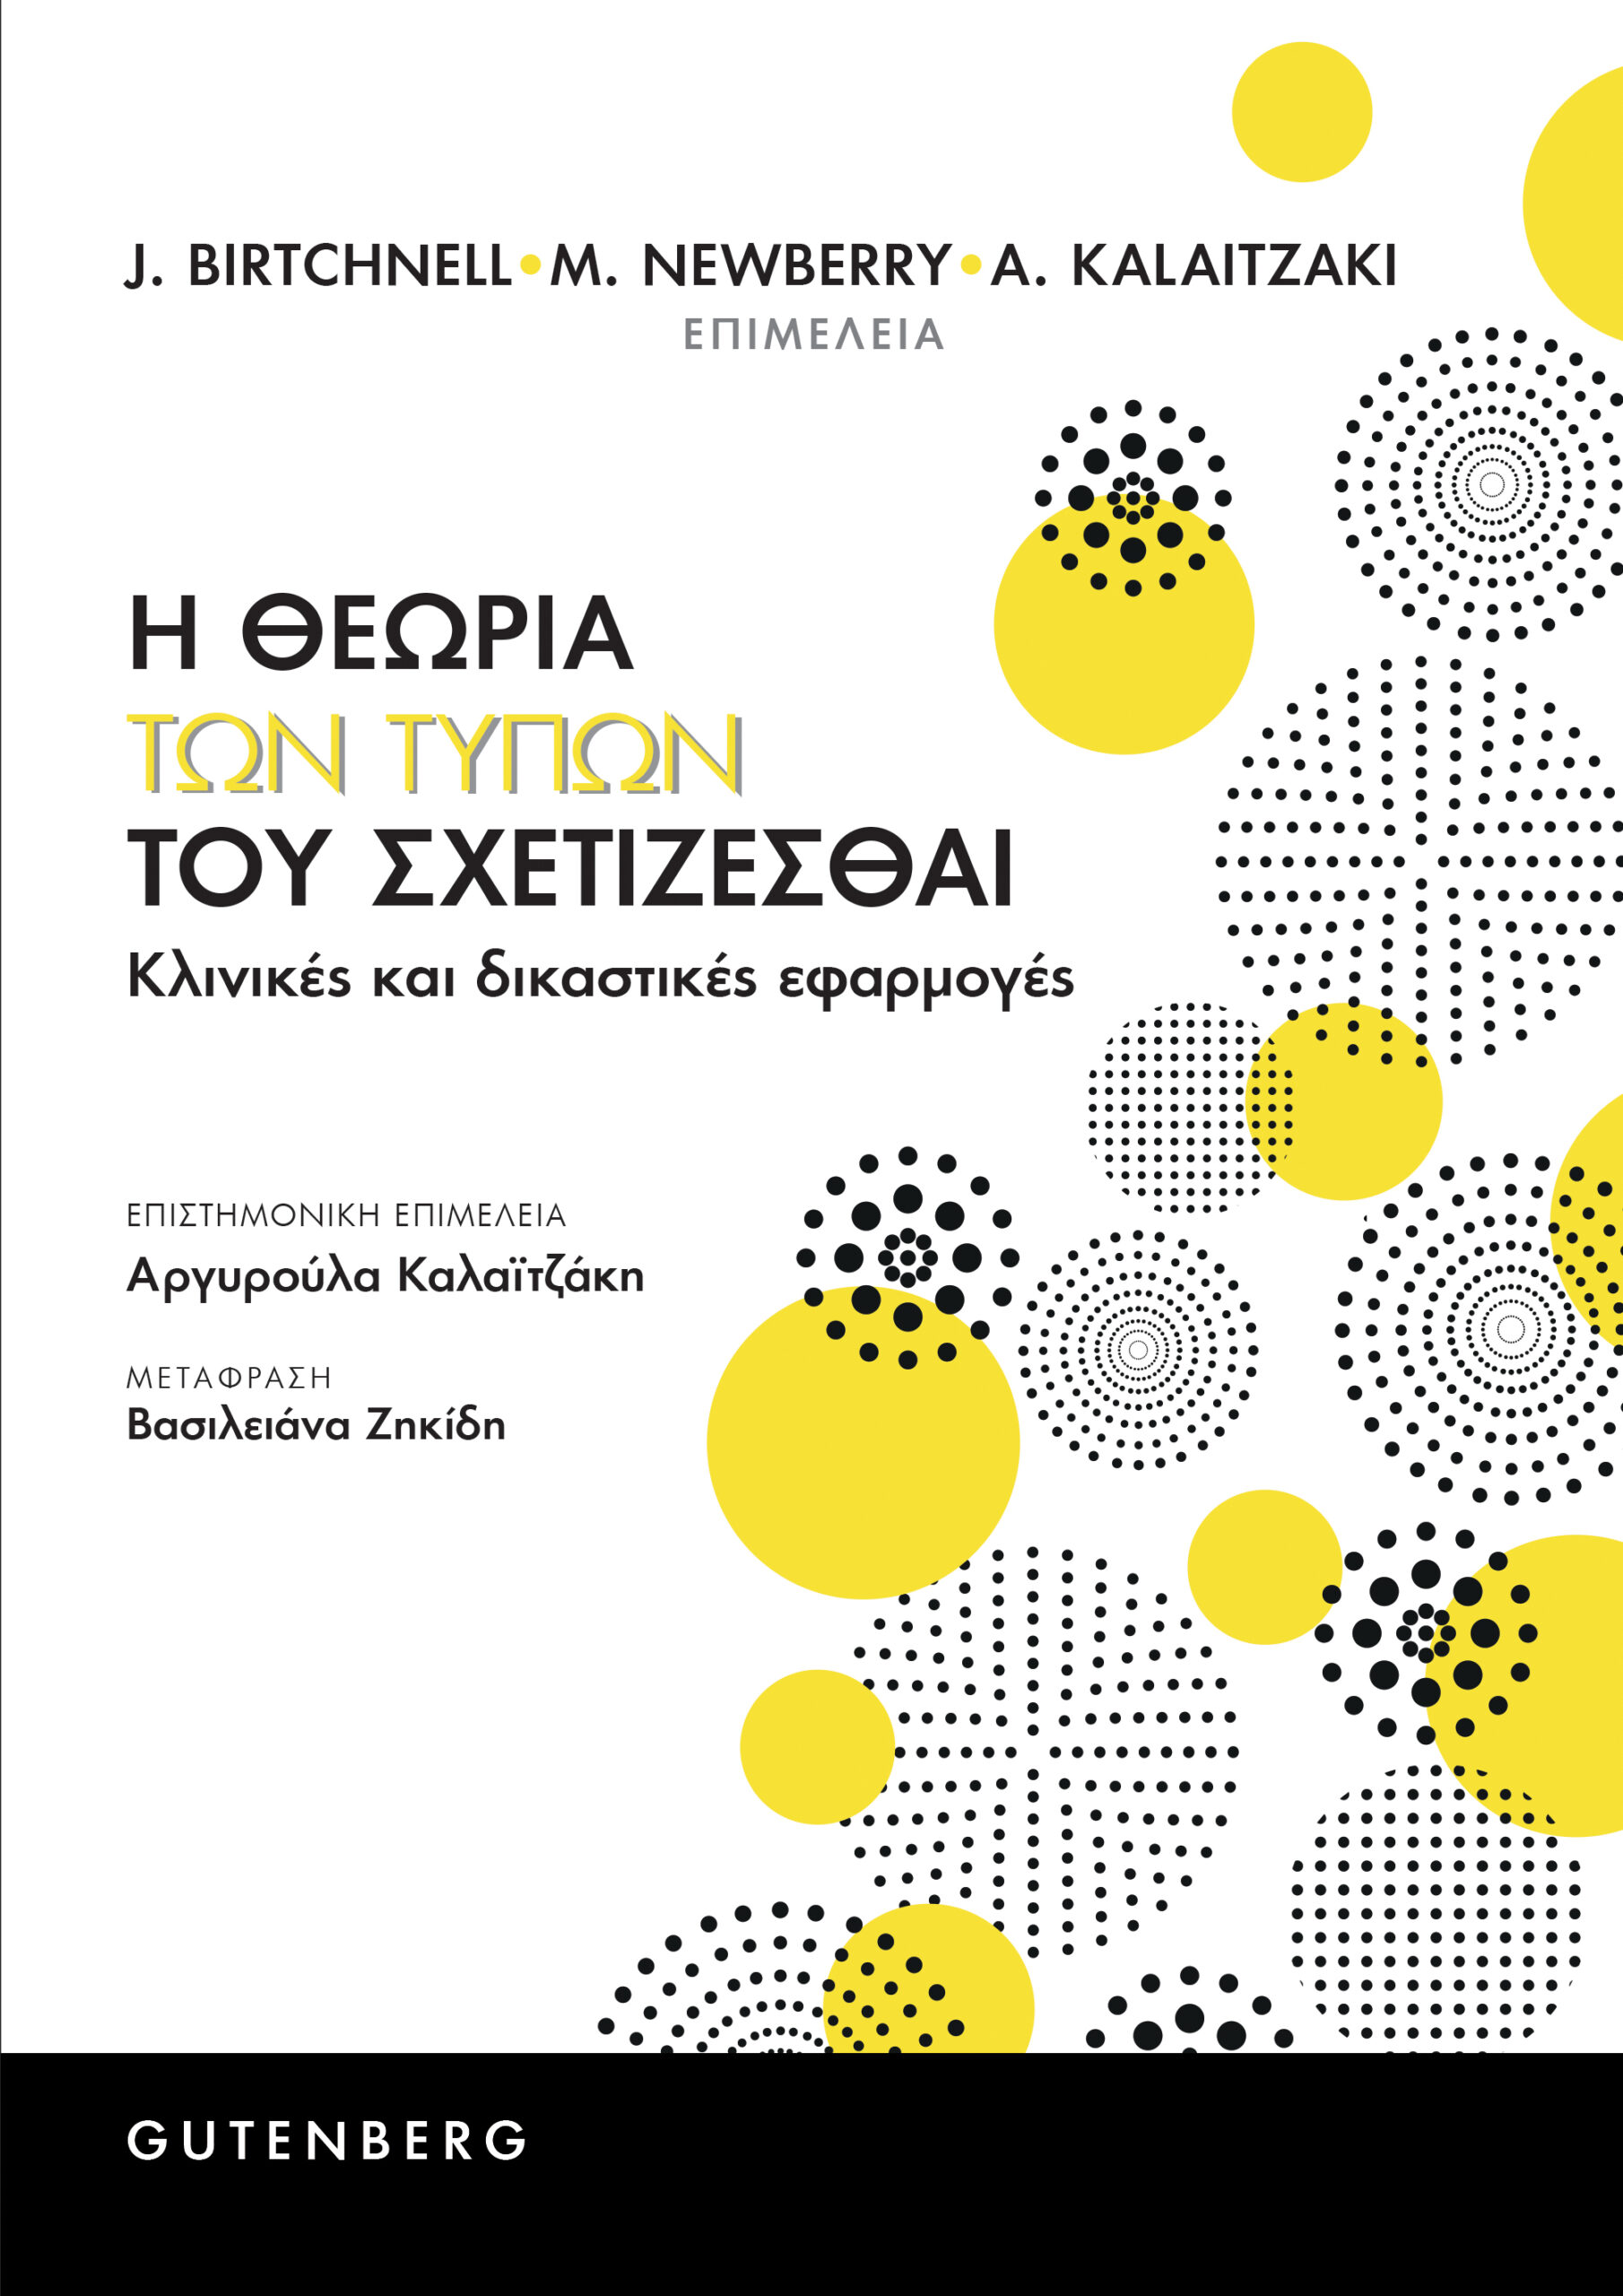 J. BIRTCHNELL • M. NEWBERRY • A. KALAITZAKI
ΕΠΙΜΕΛΕΙΑ
Η ΘΕΩΡΙΑ
ΤΩΝ ΤΥΠΩΝ
ΤΟΥ ΣΧΕΤΙΖΕΣΘΑΙ
Κλινικές και δικαστικές εφαρμογές
ΕΠΙΣΤΗΜΟΝΙΚΗ ΕΠΙΜΕΛΕΙΑ
Αργυρούλα Καλαϊτζάκη
ΜΕΤΑΦΡΑΣΗ
Βασιλειάνα Ζηκίδη
GUTENBERG